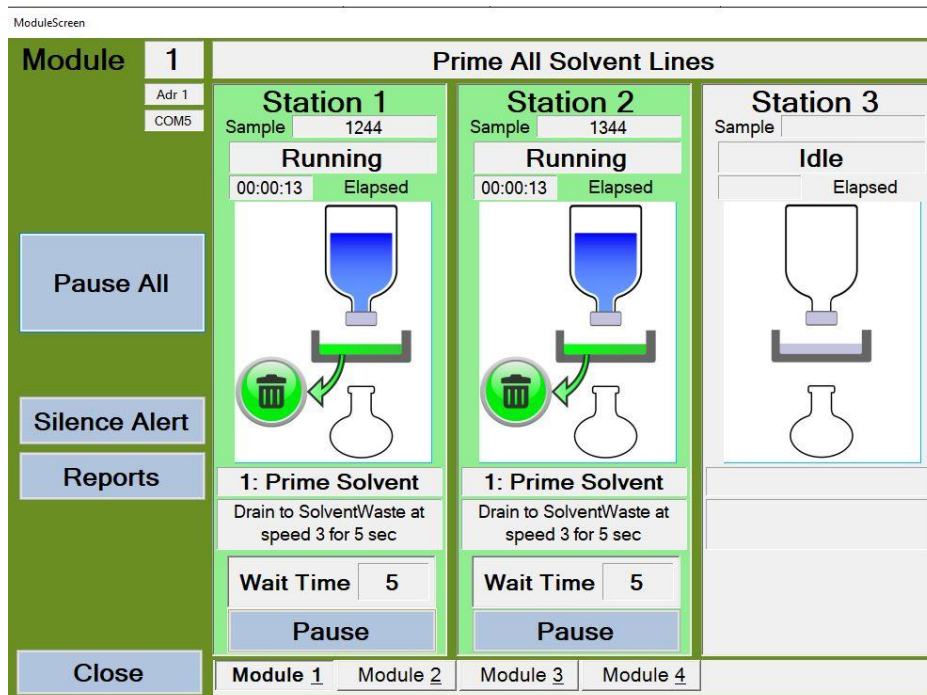 ModuleScreen
Module 1
Adr 1
COM5
Prime All Solvent Lines
Pause All
Silence Alert
Reports
Close
Station 1
Sample 1244
Running
00:00:13 Elapsed
1: Prime Solvent
Drain to SolventWaste at
speed 3 for 5 sec
Wait Time 5
Pause
Station 2
Sample 1344
Running
00:00:13 Elapsed
1: Prime Solvent
Drain to SolventWaste at
speed 3 for 5 sec
Wait Time 5
Pause
Station 3
Sample
Idle
Elapsed
Module 1 Module 2 Module 3 Module 4